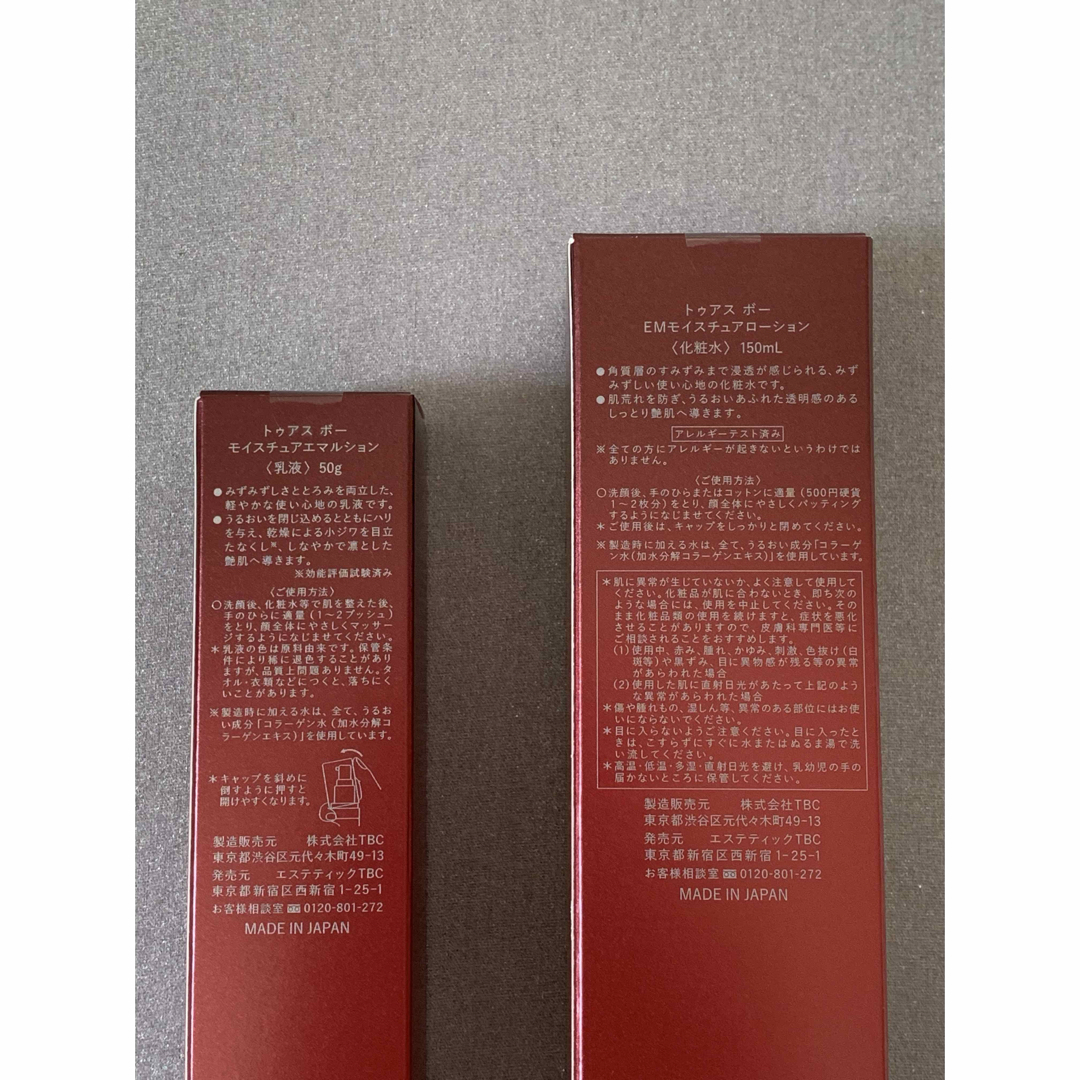 トゥアス ボー
モイスチュアエマルション
〈乳液〉50g
●みずみずしさととろみを両立した、
軽やかな使い心地の乳液です。
●うるおいを閉じ込めるとともにハリ
を与え、乾燥による小ジワを目立
たなくし※、しなやかで凛とした
艶肌へ導きます。
※効能評価試験済み
〈ご使用方法〉
○洗顔後、化粧水等で肌を整えた後、
手のひらに適量(1〜2プッシュ)
をとり、顔全体にやさしくマッサー
ジするようになじませてください。
*乳液の色は原料由来です。保管条
件により稀に退色することがあり
ますが、品質上問題ありません。タ
オル・衣類などにつくと、落ちにく
いことがあります。
※製造時に加える水は、全て、うるお
い成分「コラーゲン水(加水分解コ
ラーゲンエキス)」を使用しています。
*キャップを斜めに
倒すように押すと
開けやすくなります。
製造販売元 株式会社TBC
東京都渋谷区元代々木町49-13
発売元 エステティックTBC
東京都新宿区西新宿1-25-1
お客様相談室 0120-801-272
MADE IN JAPAN
トゥアス ボー
EMモイスチュアローション
〈化粧水〉150mL
●角質層のすみずみまで浸透が感じられる、みず
みずしい使い心地の化粧水です。
●肌荒れを防ぎ、うるおいあふれた透明感のある
しっとり艶肌へ導きます。
アレルギーテスト済み
※全ての方にアレルギーが起きないというわけでは
ありません。
〈ご使用方法〉
○洗顔後、手のひらまたはコットンに適量(500円硬貨
1〜2枚分)をとり、顔全体にやさしくパッティング
するようになじませてください。
*ご使用後は、キャップをしっかりと閉めてください。
※製造時に加える水は、全て、うるおい成分「コラーゲ
ン水(加水分解コラーゲンエキス)」を使用しています。
*肌に異常が生じていないか、よく注意して使用して
ください。化粧品が肌に合わないとき、即ち次の
ような場合には、使用を中止してください。そのの
まま化粧品類の使用を続けますと、症状を悪化
させることがありますので、皮膚科専門医等に
ご相談されることをおすすめします。
(1)使用中、赤み、腫れ、かゆみ、刺激、色抜け(白
斑等)や黒ずみ、目に異物感が残る等の異常
があらわれた場合
(2)使用した肌に直射日光があたって上記のよう
な異常があらわれた場合
*傷や腫れもの、湿しん等、異常のある部位にはお使
いにならないでください。
*目に入らないようご注意ください。目に入ったと
きは、こすらずにすぐに水またはぬるま湯で洗
い流してください。
*高温・低温・多湿・直射日光を避け、乳幼児の手の
届かないところに保管してください。
製造販売元 株式会社TBC
東京都渋谷区元代々木町49-13
発売元 エステティックTBC
東京都新宿区西新宿1-25-1
お客様相談室 0120-801-272
MADE IN JAPAN